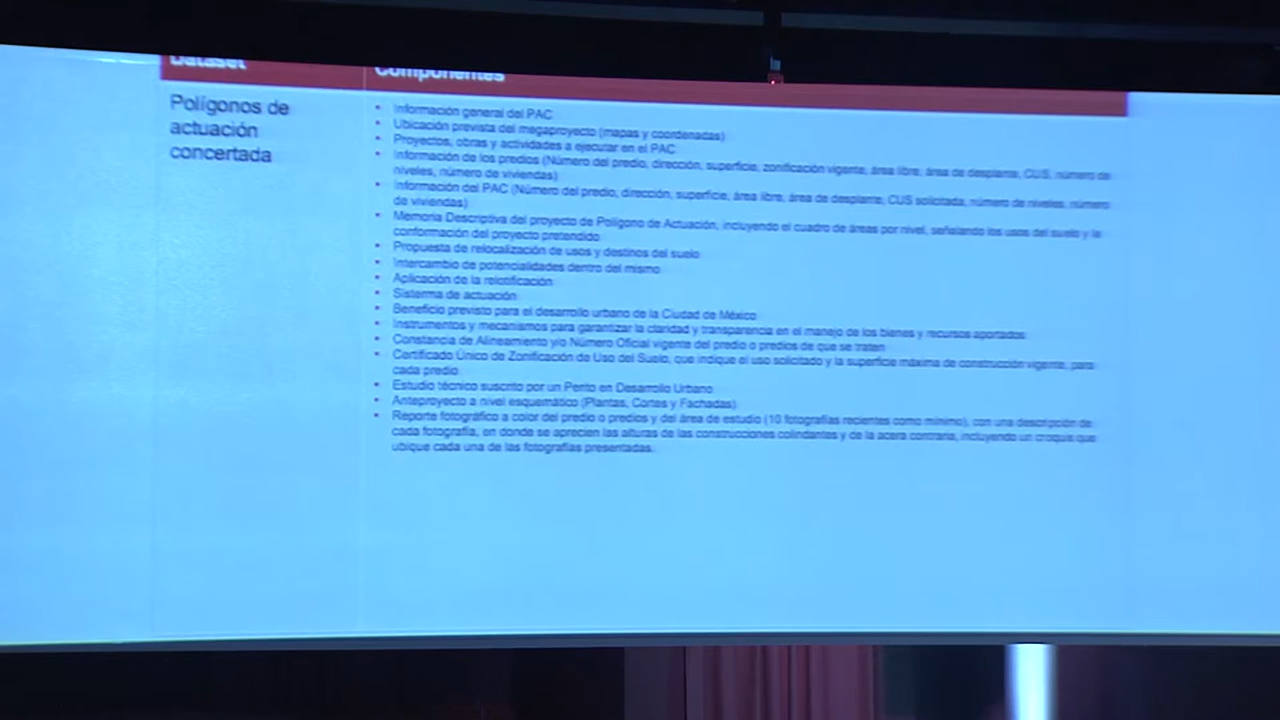 Dataset
Componentes
Polígonos de
actuación
concertada
• Información general del PAC
• Ubicación prevista del megaproyecto (mapas y coordenadas)
• Proyectos, obras y actividades a ejecutar en el PAC
• Información de los predios (Número del predio, dirección, superficie, zonificación vigente, área libre, área de desplante, CUS, número de
niveles, número de viviendas)
• Información del PAC (Número del predio, dirección, superficie, área libre, área de desplante, CUS solicitada, número de niveles, número
de viviendas)
• Memoria Descriptiva del proyecto de Polígono de Actuación, incluyendo el cuadro de áreas por nivel, señalando los usos del suelo y la
conformación del proyecto pretendido
• Propuesta de relocalización de usos y destinos del suelo
• Intercambio de potencialidades dentro del mismo
• Aplicación de la relotificación
• Sistema de actuación
• Beneficio previsto para el desarrollo urbano de la Ciudad de México
• Instrumentos y mecanismos para garantizar la claridad y transparencia en el manejo de los bienes y recursos aportados
• Constancia de Alineamiento y/o Número Oficial vigente del predio o predios de que se traten
• Certificado Único de Zonificación de Uso del Suelo, que indique el uso solicitado y la superficie máxima de construcción vigente, para
cada predio
• Estudio técnico suscrito por un Perito en Desarrollo Urbano
• Anteproyecto a nivel esquemático (Plantas, Cortes y Fachadas)
• Reporte fotográfico a color del predio o predios y del área de estudio (10 fotografías recientes como mínimo), con una descripción de
cada fotografía, en donde se aprecien las alturas de las construcciones colindantes y de la acera contraria, incluyendo un croquis que
ubique cada una de las fotografías presentadas.